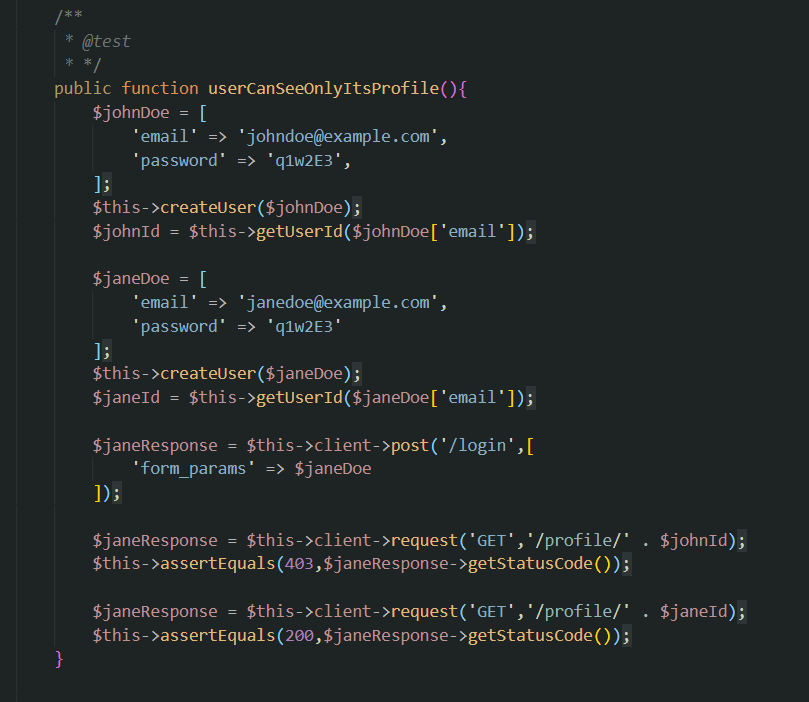 /**
* @test
* */
public function userCanSeeOnlyItsProfile(){
$johnDoe = [
'email' => 'johndoe@example.com',
'password' => 'q1w2E3',
];
$this->createUser($johnDoe);
$johnId = $this->getUserId($johnDoe['email']);
$janeDoe = [
'email' => 'janedoe@example.com',
'password' => 'q1w2E3'
];
$this->createUser($janeDoe);
$janeId = $this->getUserId($janeDoe['email']);
$janeResponse = $this->client->post('/login',[
'form_params' => $janeDoe
]);
$janeResponse = $this->client->request('GET','/profile/' . $johnId);
$this->assertEquals(403,$janeResponse->getStatusCode());
$janeResponse = $this->client->request('GET','/profile/' . $janeId);
$this->assertEquals(200,$janeResponse->getStatusCode());
}